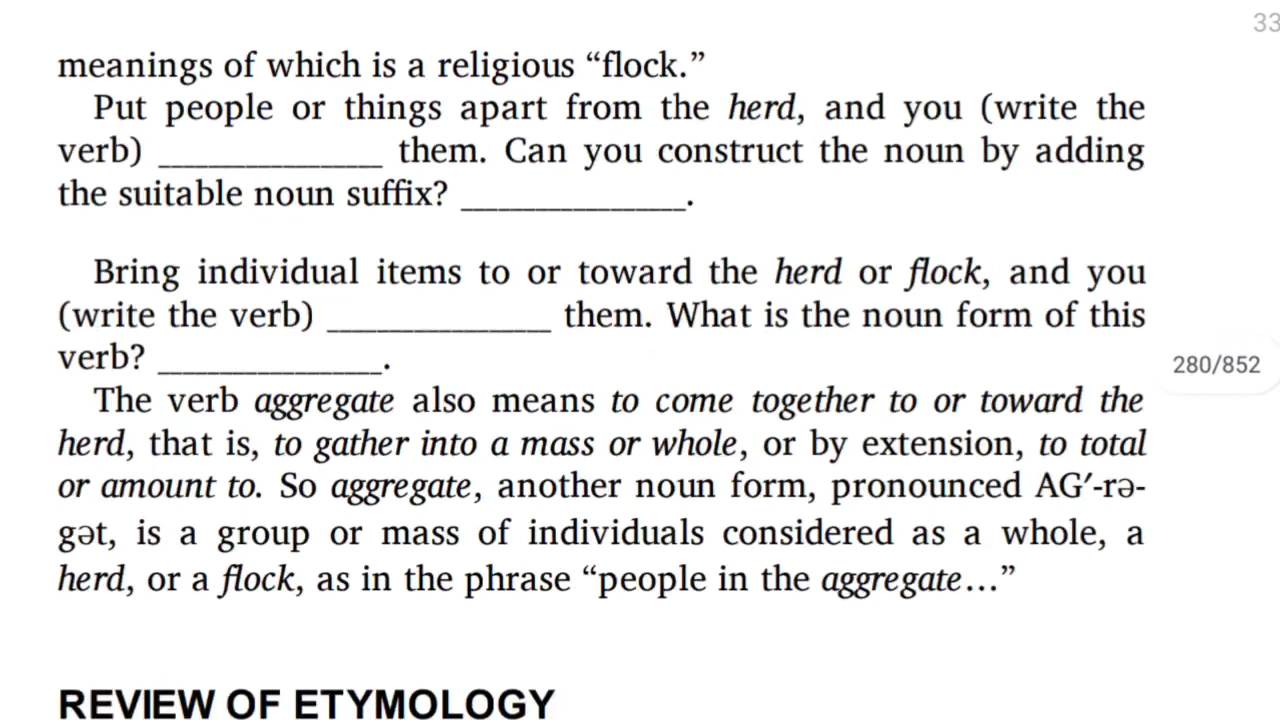 33
meanings of which is a religious “flock.”
Put people or things apart from the herd, and you (write the
verb) ________________ them. Can you construct the noun by adding
the suitable noun suffix? ________________.
Bring individual items to or toward the herd or flock, and you
(write the verb) ________________ them. What is the noun form of this
verb? ________________.
280/852
The verb aggregate also means to come together to or toward the
herd, that is, to gather into a mass or whole, or by extension, to total
or amount to. So aggregate, another noun form, pronounced AG′-rə-
gət, is a group or mass of individuals considered as a whole, a
herd, or a flock, as in the phrase “people in the aggregate…”
REVIEW OF ETYMOLOGY